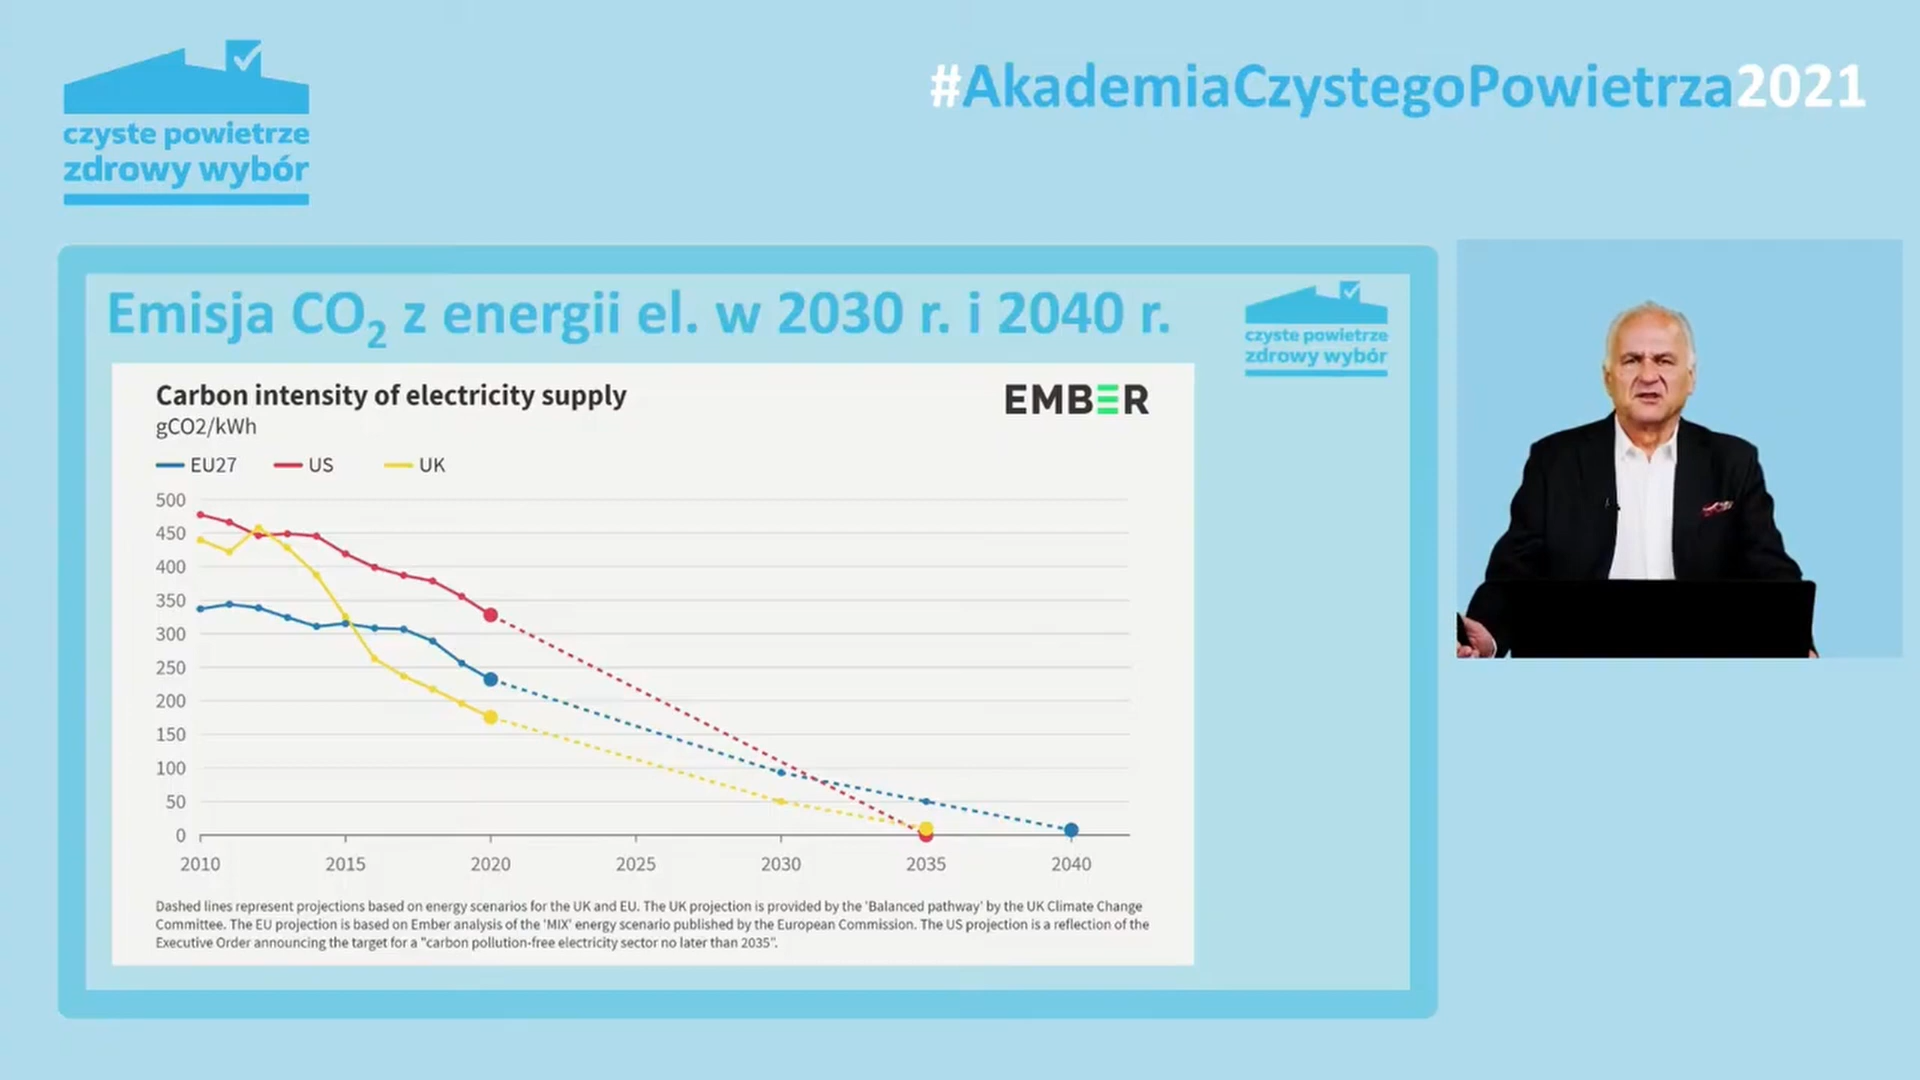 czyste powietrze
zdrowy wybór
#AkademiaCzystegoPowietrza2021
Emisja CO2 z energii el. w 2030 r. i 2040 r.
czyste powietrze
zdrowy wybór
Carbon intensity of electricity supply
gCO2/kWh
EMBER
EU27 US UK
500
450
400
350
300
250
200
150
100
50
0
2010 2015 2020 2025 2030 2035 2040
Dashed lines represent projections based on energy scenarios for the UK and EU. The UK projection is provided by the 'Balanced pathway' by the UK Climate Change
Committee. The EU projection is based on Ember analysis of the 'MIX' energy scenario published by the European Commission. The US projection is a reflection of the
Executive Order announcing the target for a "carbon pollution-free electricity sector no later than 2035".